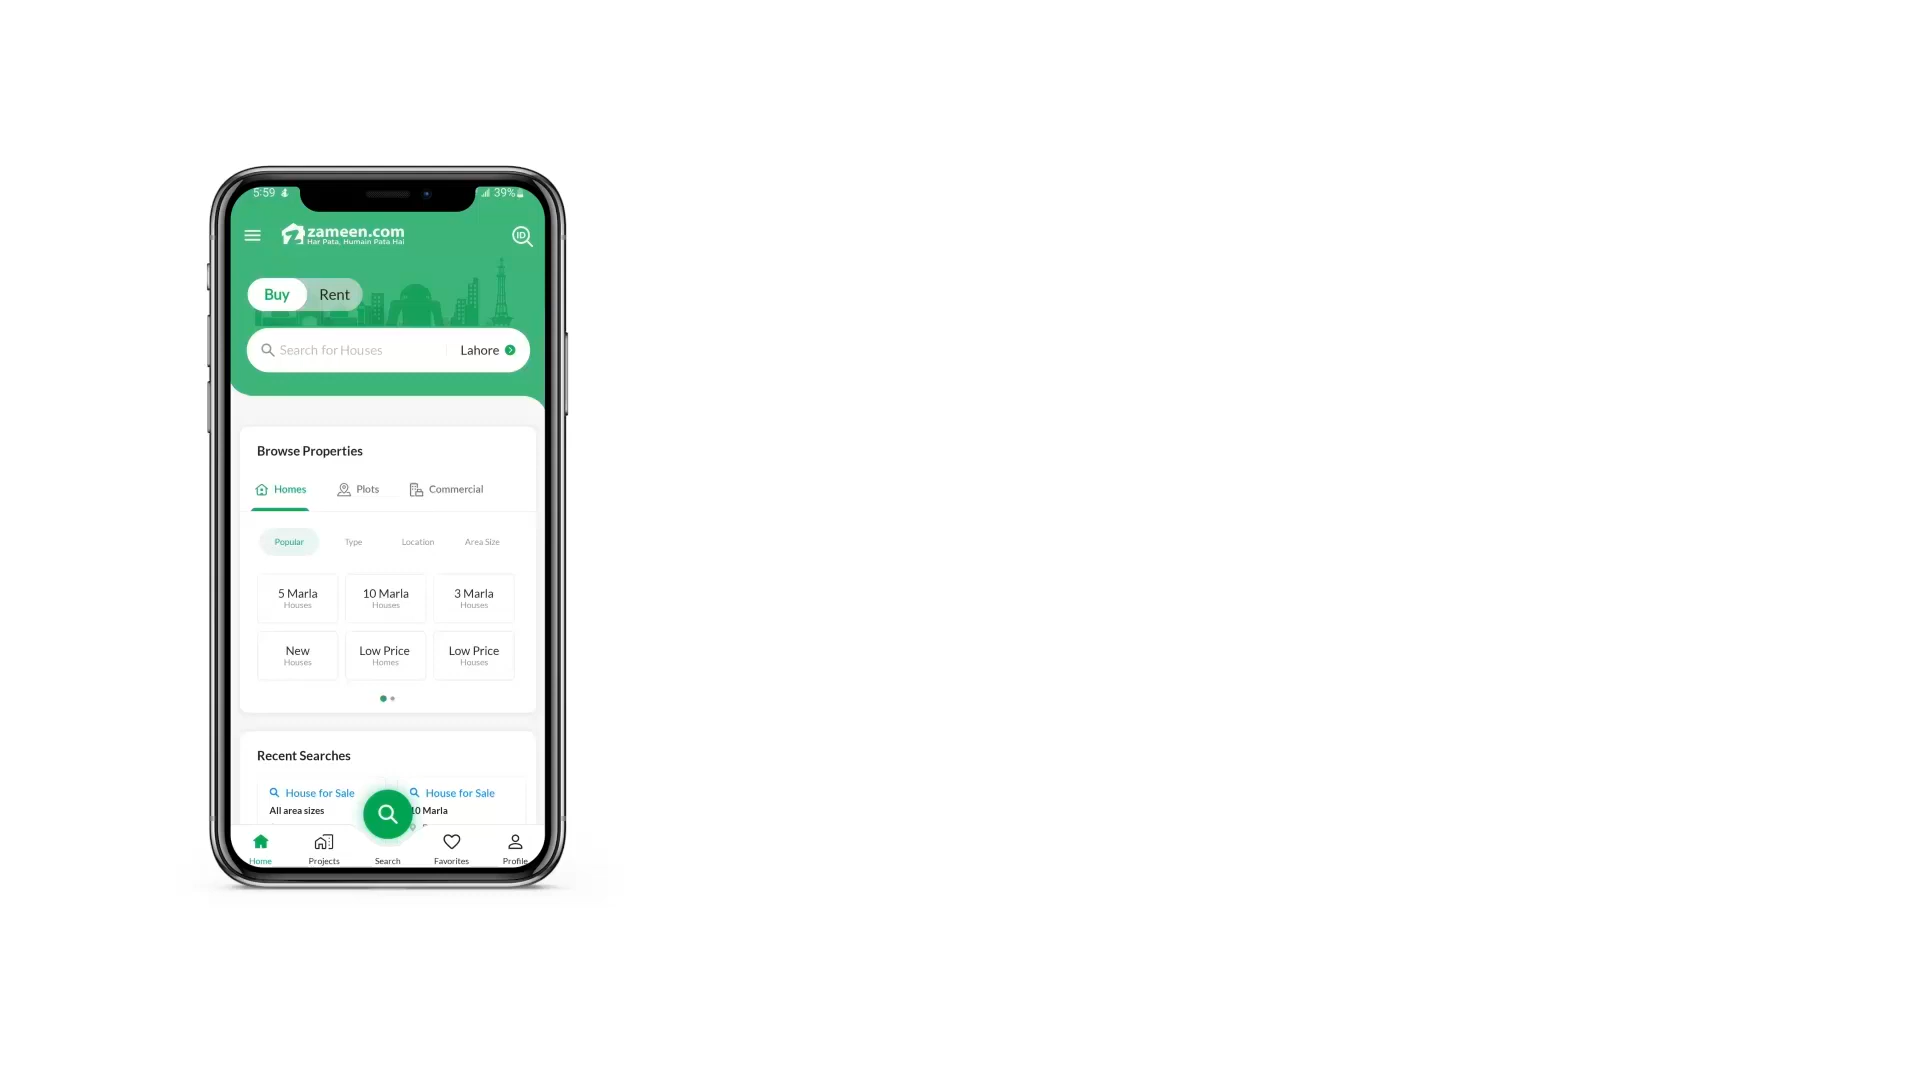 5:59
39%
zameen.com
Har Pata, Humain Pata Hai
ID
Buy Rent
Search for Houses Lahore
Browse Properties
Homes Plots Commercial
Popular Type Location Area Size
5 Marla 10 Marla 3 Marla
Houses Houses Houses
New Low Price Low Price
Houses Homes Houses
Recent Searches
House for Sale House for Sale
All area sizes 10 Marla
Home Projects Search Favorites Profile